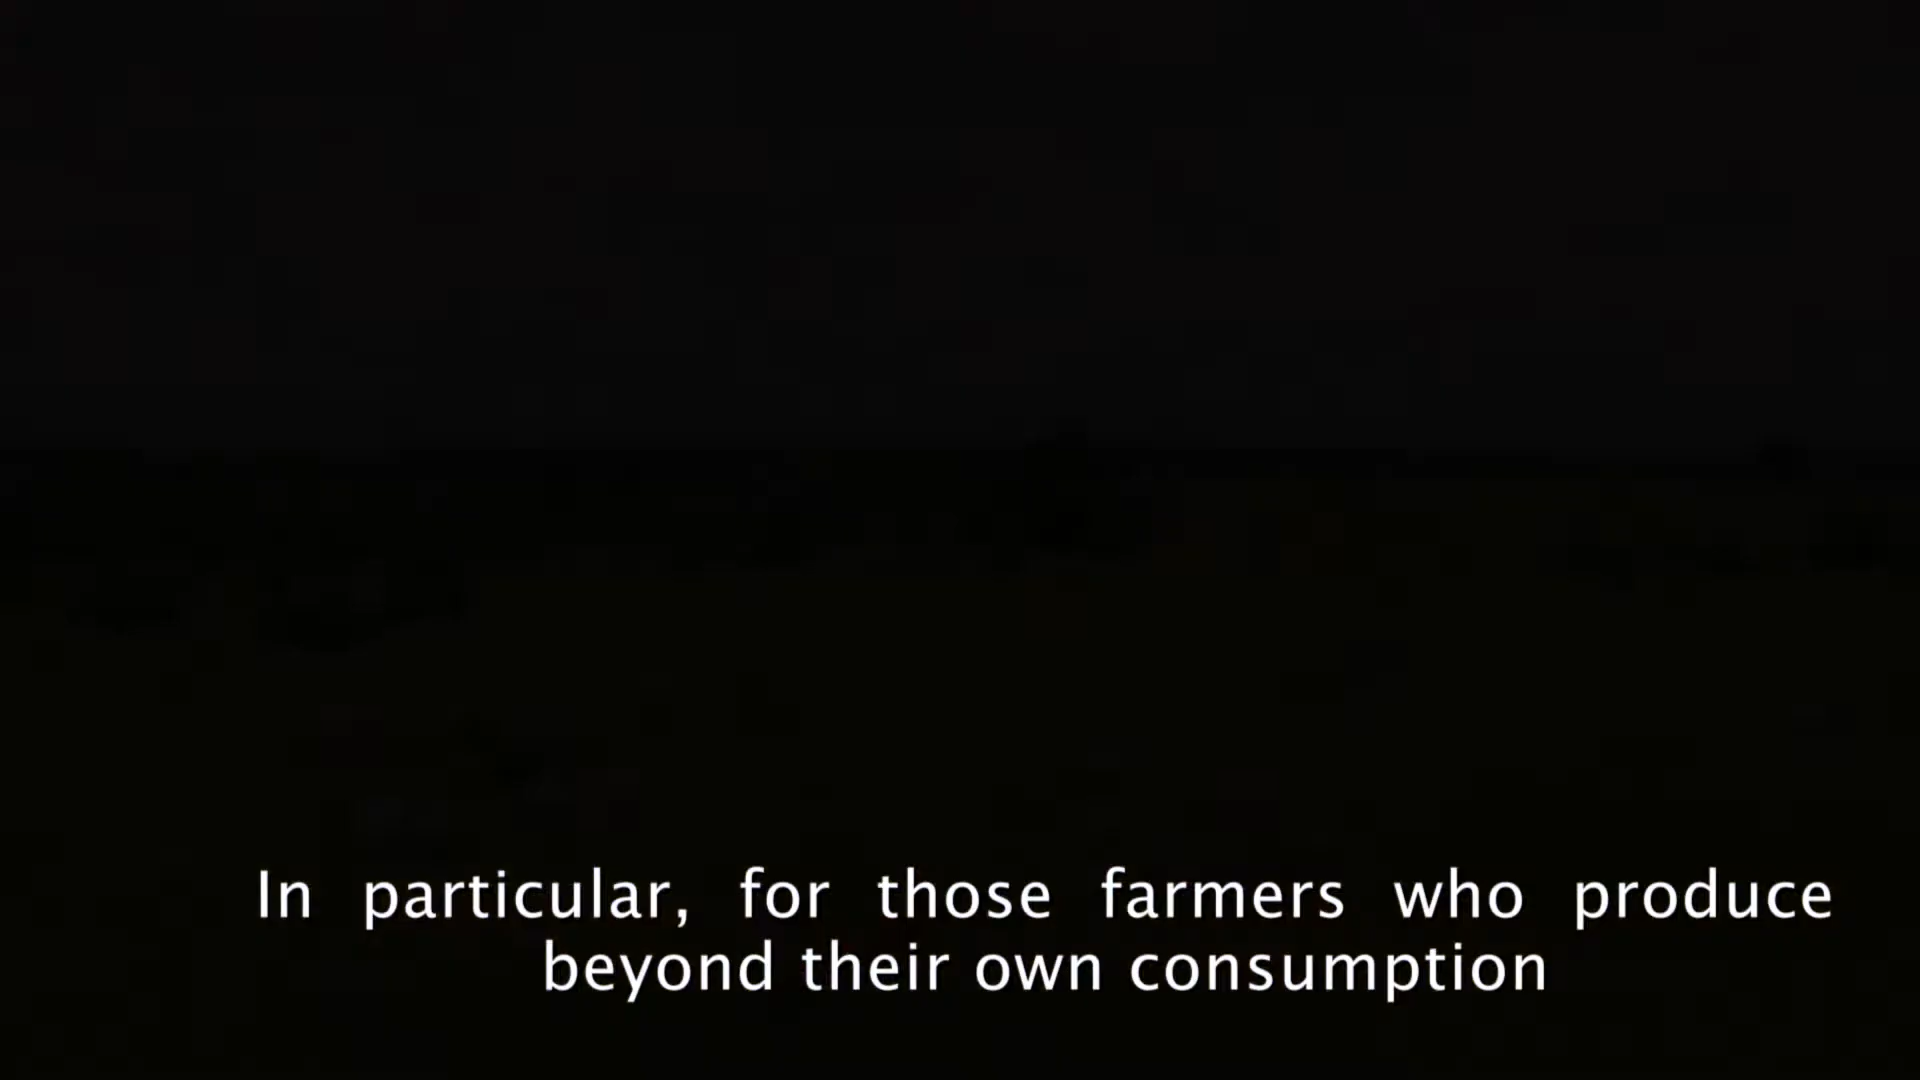 In particular, for those farmers who produce
beyond their own consumption